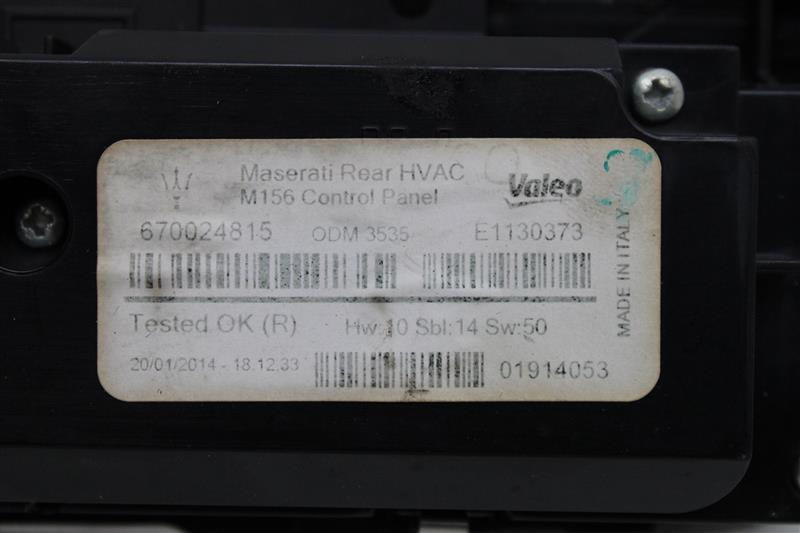 Maserati Rear HVAC
M156 Control Panel
Valeo
670024815 ODM 3535 E1130373
Tested OK (R) Hw:10 Sbl:14 Sw:50
20/01/2014 - 18.12.33 01914053
MADE IN ITALY